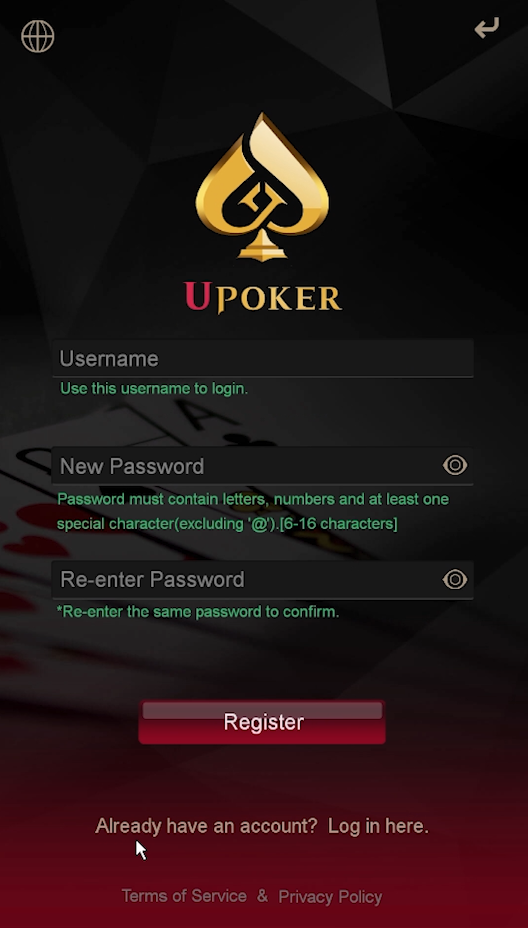 UPOKER
Username
Use this username to login.
New Password
Password must contain letters, numbers and at least one
special character(excluding '@').[6-16 characters]
Re-enter Password
*Re-enter the same password to confirm.
Register
Already have an account? Log in here.
Terms of Service & Privacy Policy